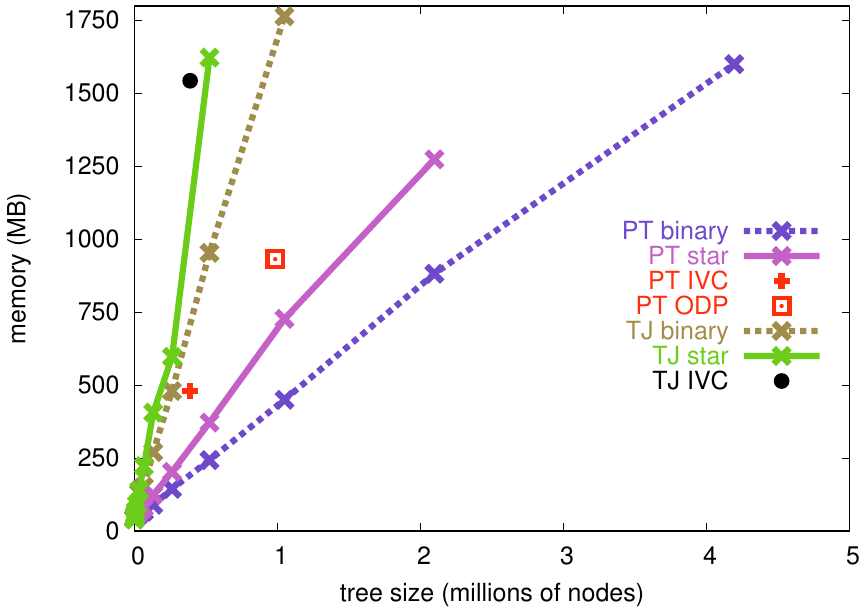 1750
1500
1250
1000
750
500
250
0
memory (MB)
PT binary
PT star
PT IVC
PT ODP
TJ binary
TJ star
TJ IVC
0 1 2 3 4 5
tree size (millions of nodes)